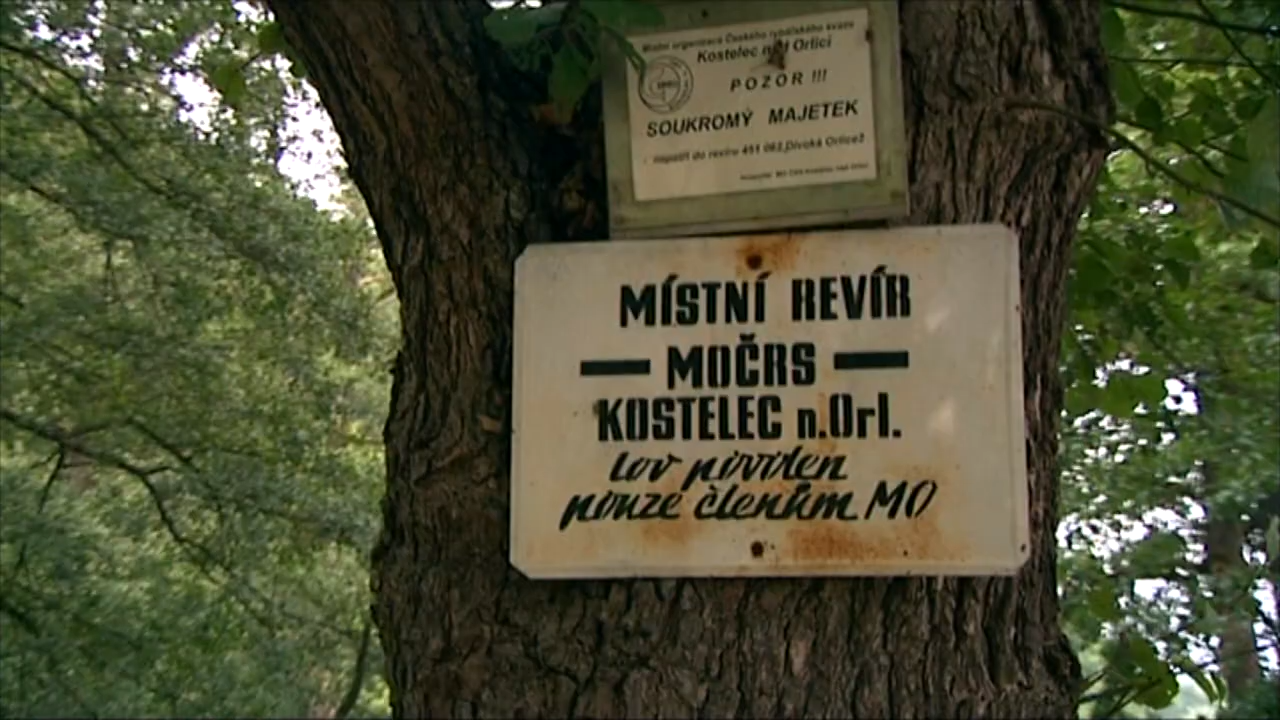 Místní organizace Českého rybářského svazu
Kostelec nad Orlicí
POZOR !!!
SOUKROMÝ MAJETEK
nepatří do revíru 451 063, Divoká Orlice2
MÍSTNÍ REVÍR
— MOČRS —
KOSTELEC n.Orl.
Lov povolen
pouze členům MO